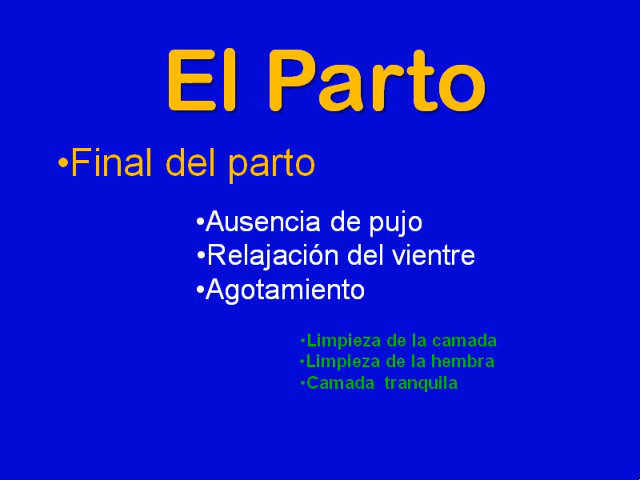 El Parto
•Final del parto
•Ausencia de pujo
•Relajación del vientre
•Agotamiento
•Limpieza de la camada
•Limpieza de la hembra
•Camada  tranquila